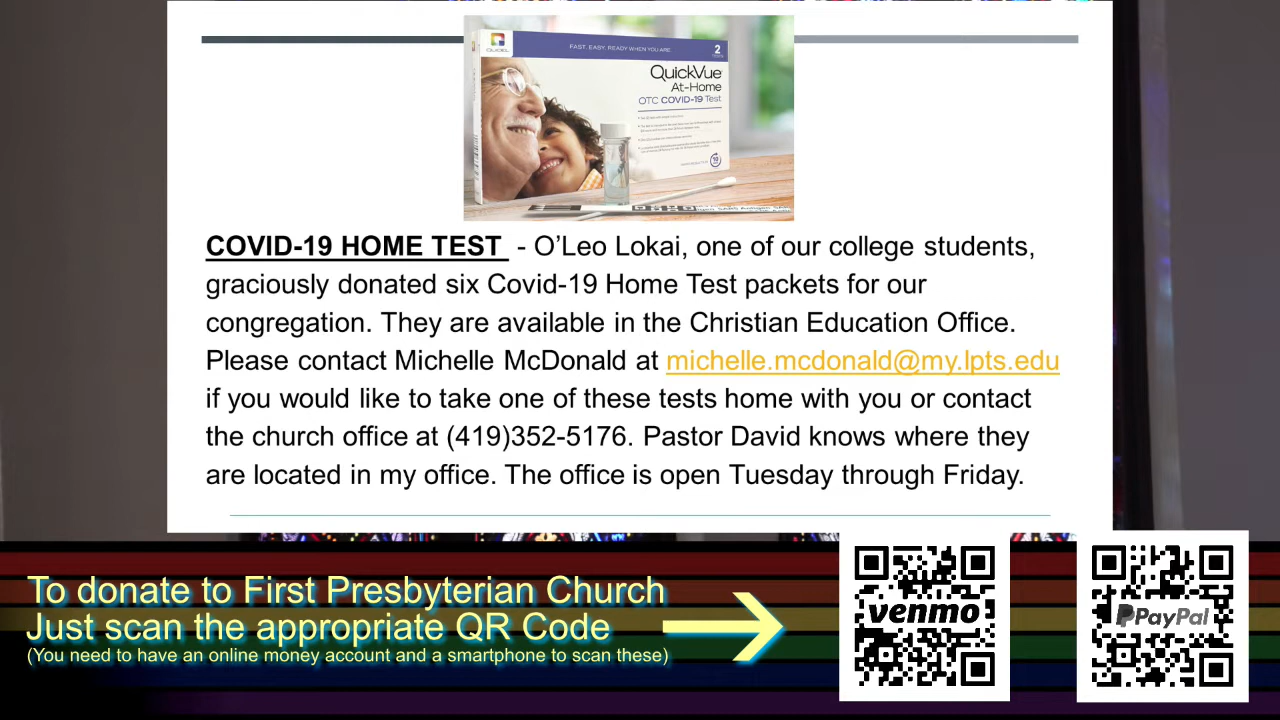 QUIDEL
FAST. EASY. READY WHEN YOU ARE.
2
QuickVue
At-Home
OTC COVID-19 Test
COVID-19 HOME TEST - O’Leo Lokai, one of our college students,
graciously donated six Covid-19 Home Test packets for our
congregation. They are available in the Christian Education Office.
Please contact Michelle McDonald at michelle.mcdonald@my.lpts.edu
if you would like to take one of these tests home with you or contact
the church office at (419)352-5176. Pastor David knows where they
are located in my office. The office is open Tuesday through Friday.
To donate to First Presbyterian Church
Just scan the appropriate QR Code
(You need to have an online money account and a smartphone to scan these)
venmo
PayPal